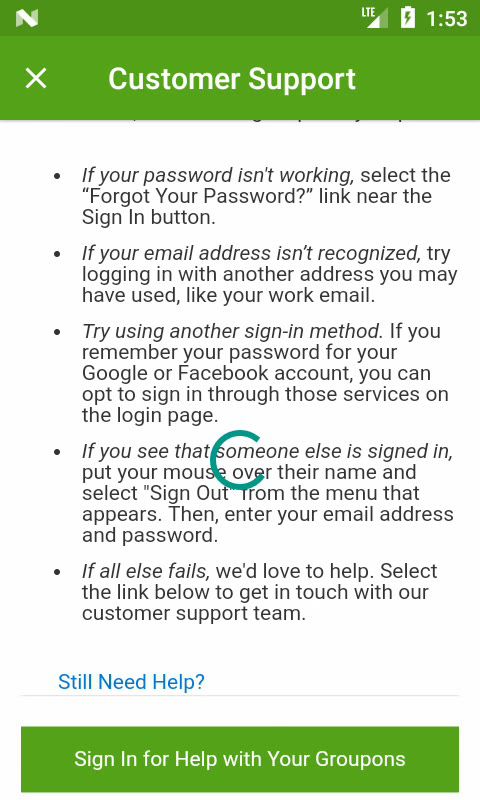 LTE 1:53
Customer Support
• If your password isn't working, select the
“Forgot Your Password?” link near the
Sign In button.
• If your email address isn’t recognized, try
logging in with another address you may
have used, like your work email.
• Try using another sign-in method. If you
remember your password for your
Google or Facebook account, you can
opt to sign in through those services on
the login page.
• If you see that someone else is signed in,
put your mouse over their name and
select "Sign Out" from the menu that
appears. Then, enter your email address
and password.
• If all else fails, we'd love to help. Select
the link below to get in touch with our
customer support team.
Still Need Help?
Sign In for Help with Your Groupons